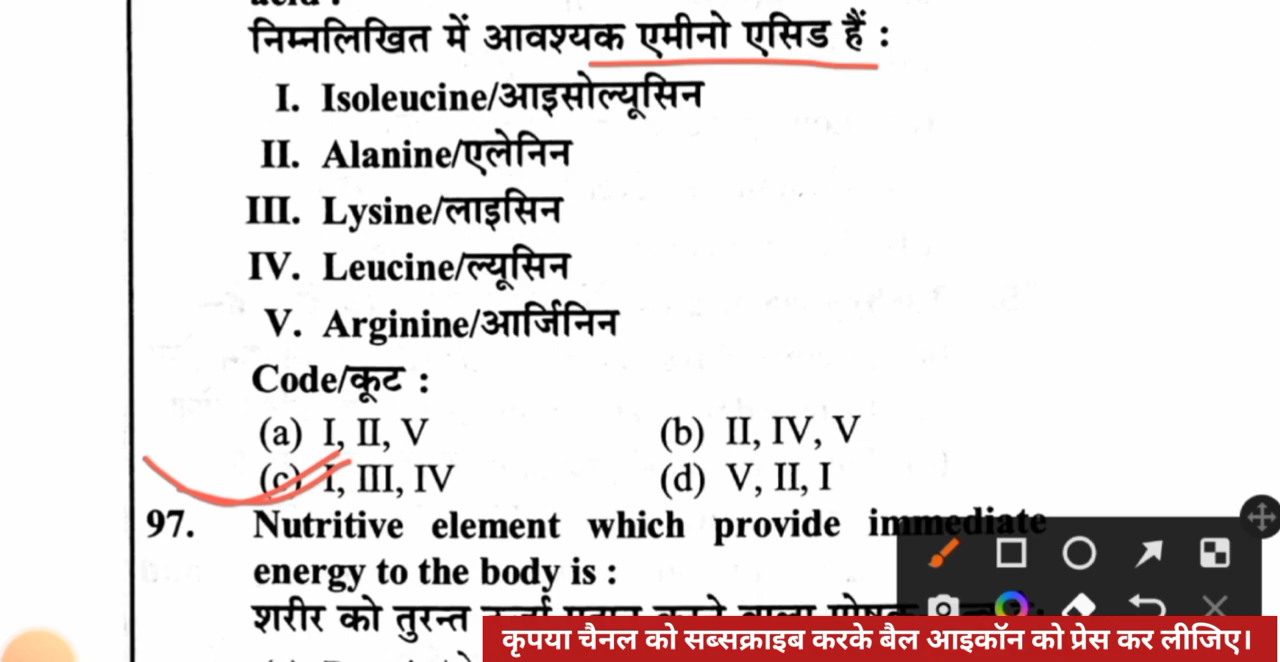 निम्नलिखित में आवश्यक एमीनो एसिड हैं :
I. Isoleucine/आइसोल्यूसिन
II. Alanine/एलेनिन
III. Lysine/लाइसिन
IV. Leucine/ल्यूसिन
V. Arginine/आर्जिनिन
Code/कूट :
(a) I, II, V (b) II, IV, V
(c) I, III, IV (d) V, II, I
97. Nutritive element which provide immediate
energy to the body is :
शरीर को तुरन्त
कृपया चैनल को सब्सक्राइब करके बैल आइकॉन को प्रेस कर लीजिए।